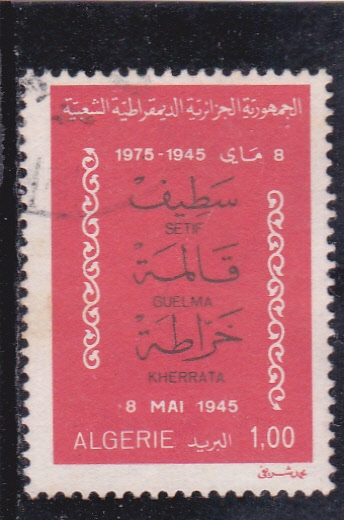 الجمهورية الجزائرية الديمقراطية الشعبية
8 ماي 1945-1975
سطيف
SETIF
قالمة
GUELMA
خراطة
KHERRATA
8 MAI 1945
ALGERIE البريد 1,00